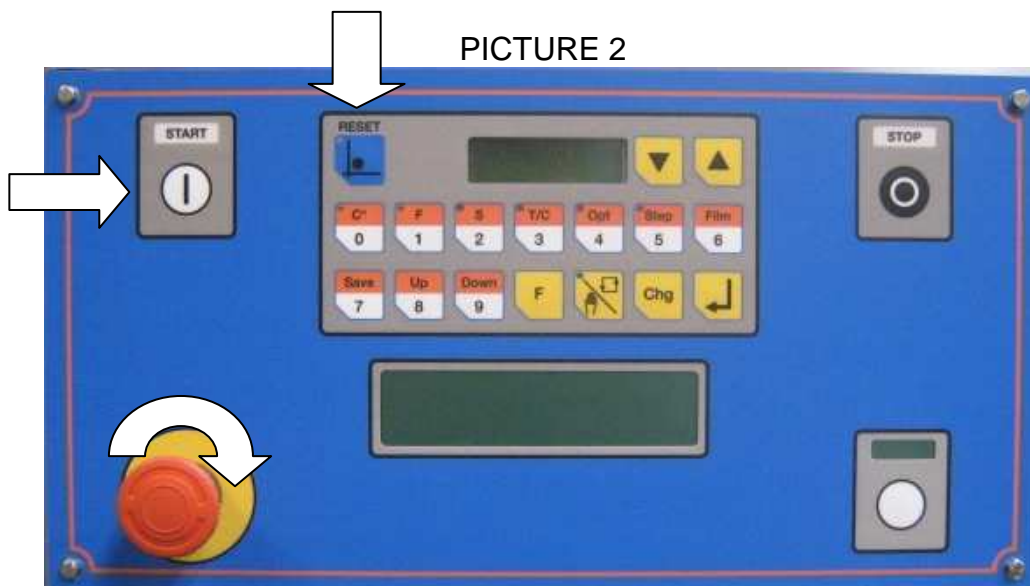 PICTURE 2
RESET
START
STOP
C° F S T/C Opt Step Film
0 1 2 3 4 5 6
Save Up Down F Chg
7 8 9